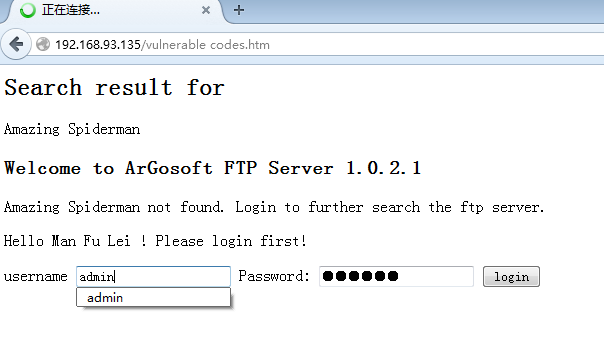 正在连接...
192.168.93.135/vulnerable codes.htm
Search result for
Amazing Spiderman
Welcome to ArGosoft FTP Server 1.0.2.1
Amazing Spiderman not found. Login to further search the ftp server.
Hello Man Fu Lei ! Please login first!
username admin Password: ●●●●●● login
admin